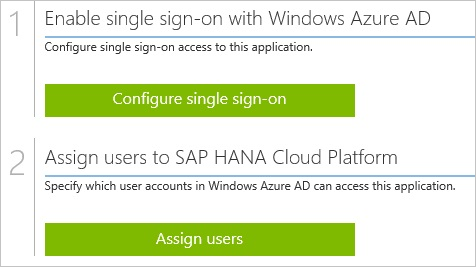 1
Enable single sign-on with Windows Azure AD
Configure single sign-on access to this application.
Configure single sign-on
2
Assign users to SAP HANA Cloud Platform
Specify which user accounts in Windows Azure AD can access this application.
Assign users